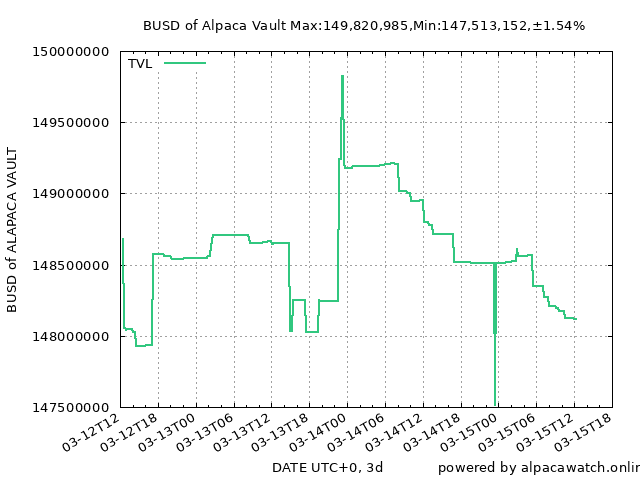 BUSD of Alpaca Vault Max:149,820,985,Min:147,513,152,±1.54%
150000000
TVL
149500000
149000000
148500000
148000000
147500000
BUSD of ALAPACA VAULT
03-12T12
03-12T18
03-13T00
03-13T06
03-13T12
03-13T18
03-14T00
03-14T06
03-14T12
03-14T18
03-15T00
03-15T06
03-15T12
03-15T18
DATE UTC+0, 3d
powered by alpacawatch.onlin